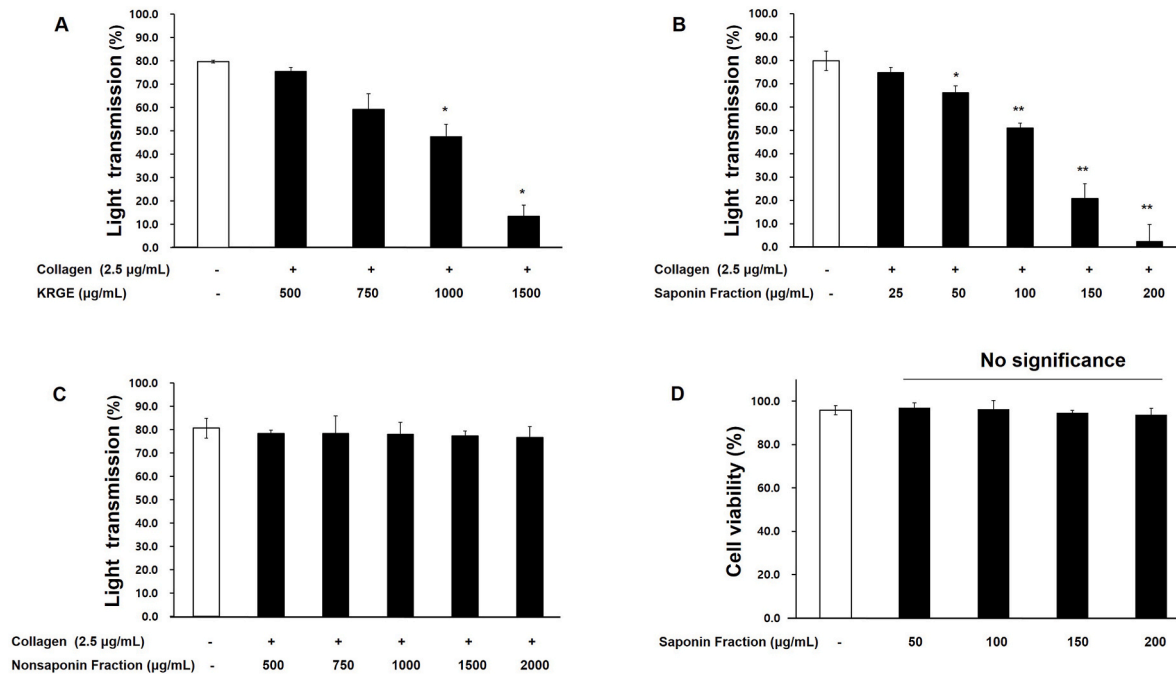 A
Light transmission (%)
100.0
90.0
80.0
70.0
60.0
50.0
40.0
30.0
20.0
10.0
0.0
*
*
Collagen (2.5 µg/mL) - + + + +
KRGE (µg/mL) - 500 750 1000 1500
B
Light transmission (%)
100.0
90.0
80.0
70.0
60.0
50.0
40.0
30.0
20.0
10.0
0.0
*
**
**
**
Collagen (2.5 µg/mL) - + + + + +
Saponin Fraction (µg/mL) - 25 50 100 150 200
C
Light transmission (%)
100.0
90.0
80.0
70.0
60.0
50.0
40.0
30.0
20.0
10.0
0.0
Collagen (2.5 µg/mL) - + + + + +
Nonsaponin Fraction (µg/mL) - 500 750 1000 1500 2000
No significance
D
Cell viability (%)
100.0
80.0
60.0
40.0
20.0
0.0
Saponin Fraction (µg/mL) - 50 100 150 200